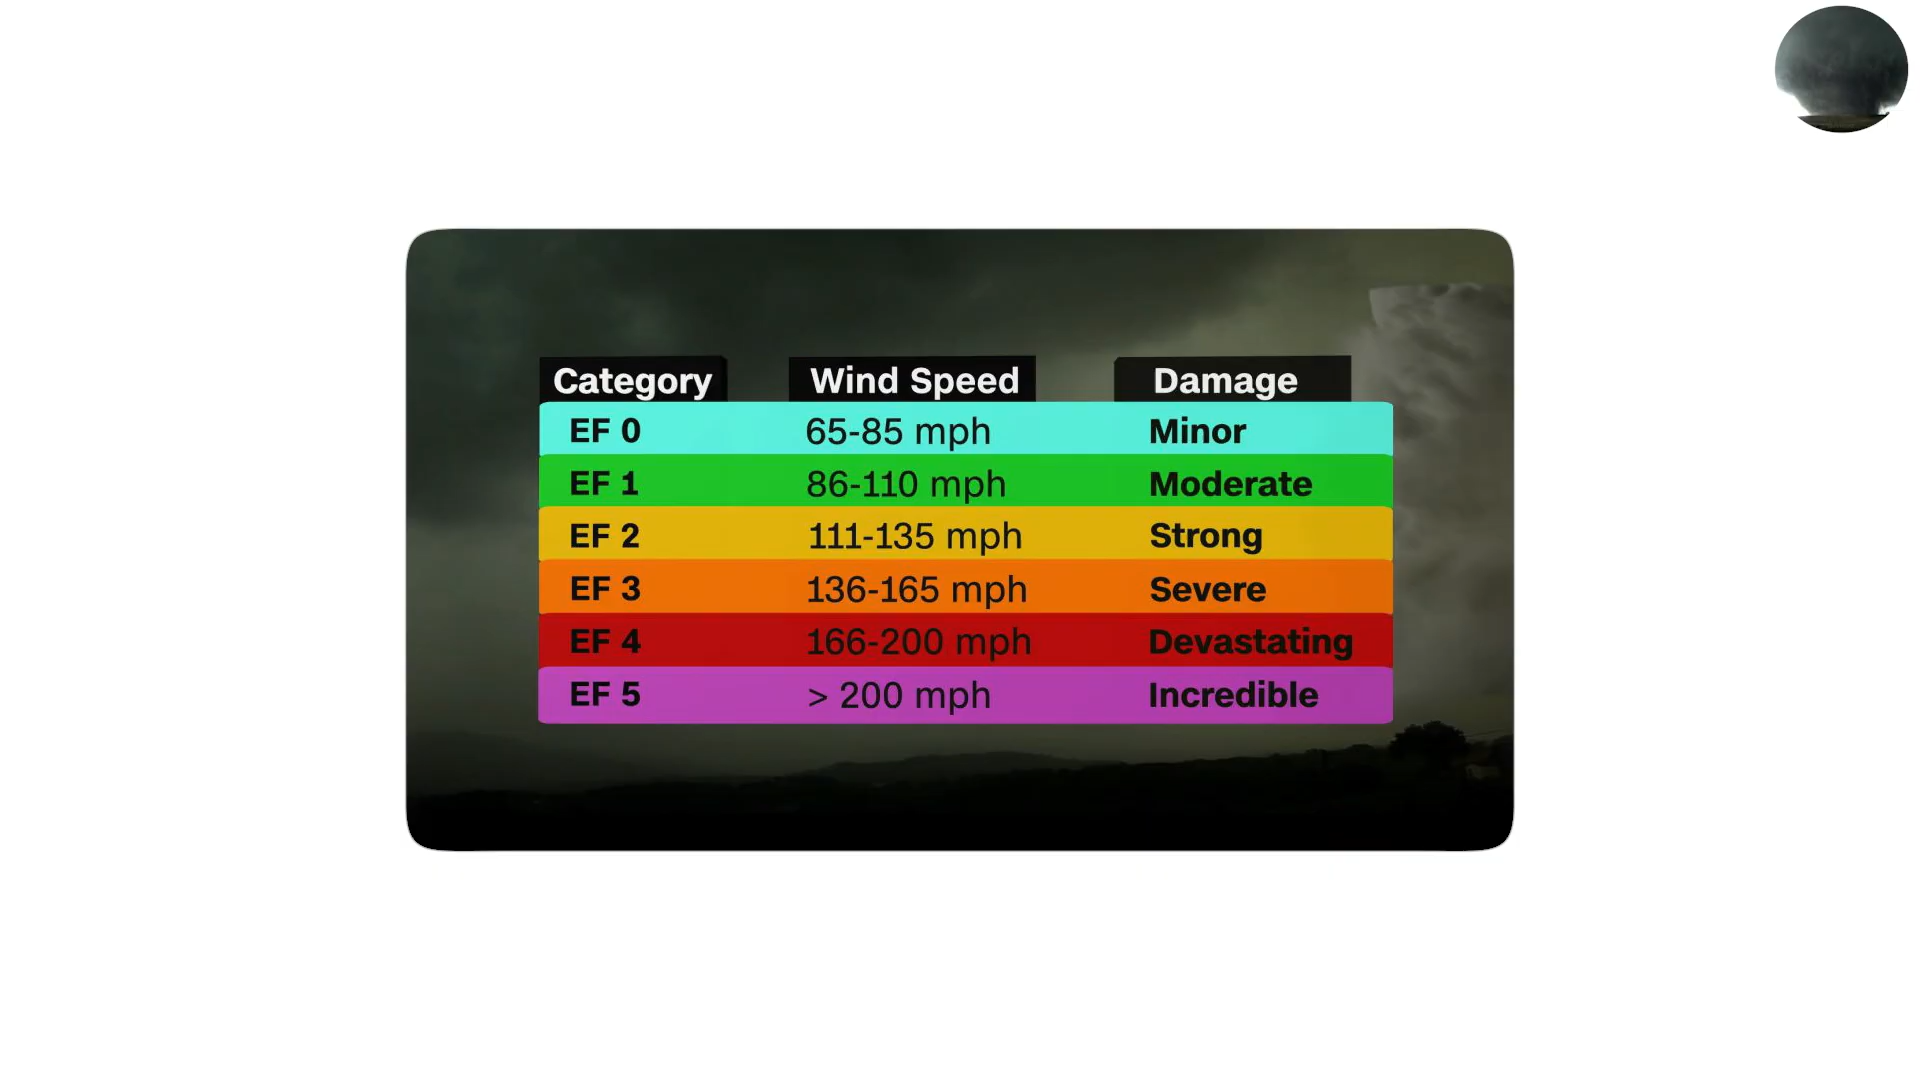 Category Wind Speed Damage
EF 0 65-85 mph Minor
EF 1 86-110 mph Moderate
EF 2 111-135 mph Strong
EF 3 136-165 mph Severe
EF 4 166-200 mph Devastating
EF 5 > 200 mph Incredible